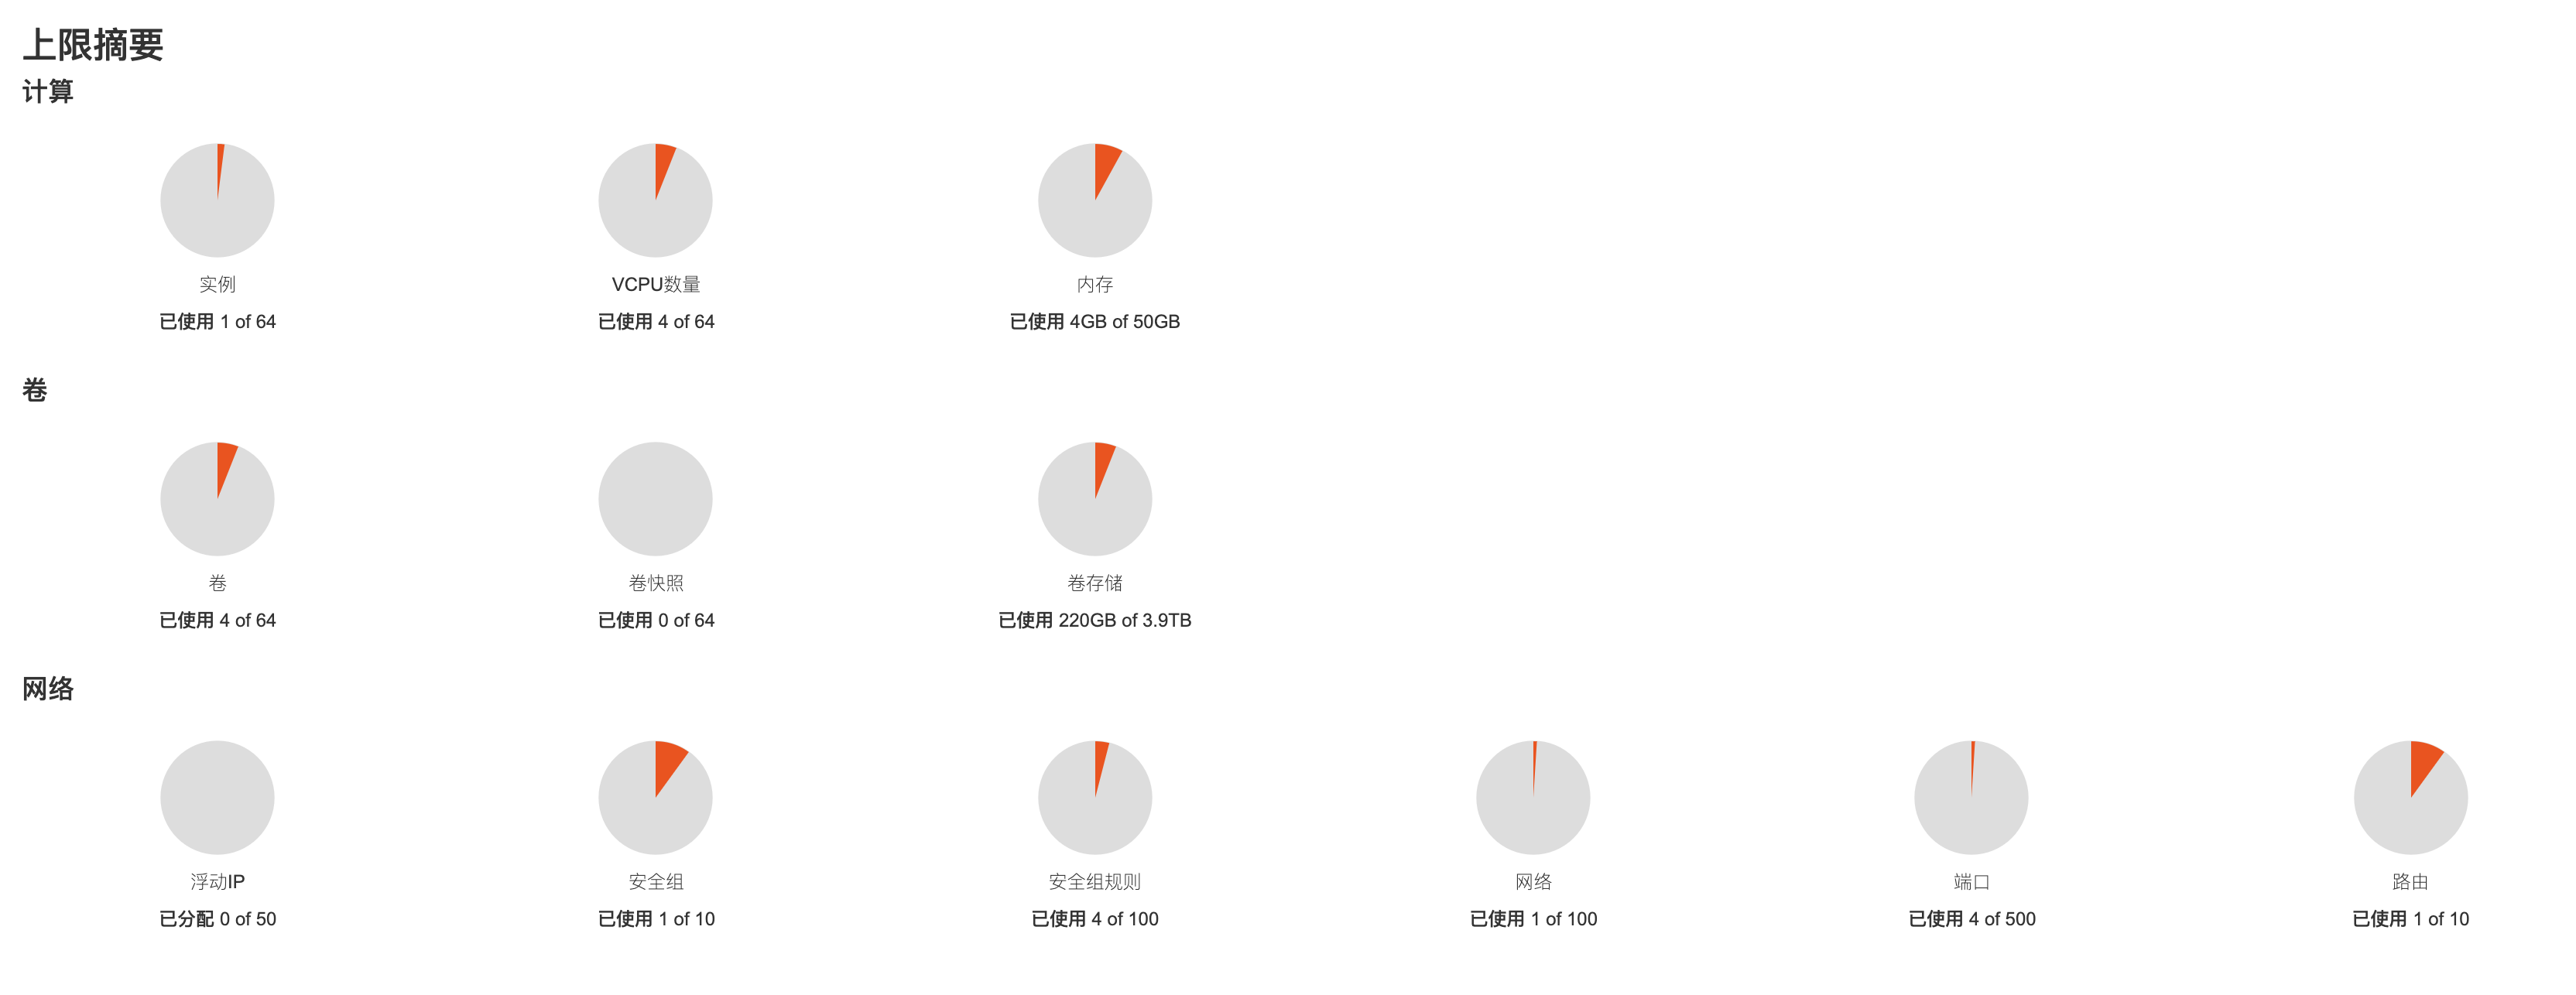 上限摘要
计算
实例
已使用 1 of 64
VCPU数量
已使用 4 of 64
内存
已使用 4GB of 50GB
卷
卷
已使用 4 of 64
卷快照
已使用 0 of 64
卷存储
已使用 220GB of 3.9TB
网络
浮动IP
已分配 0 of 50
安全组
已使用 1 of 10
安全组规则
已使用 4 of 100
网络
已使用 1 of 100
端口
已使用 4 of 500
路由
已使用 1 of 10